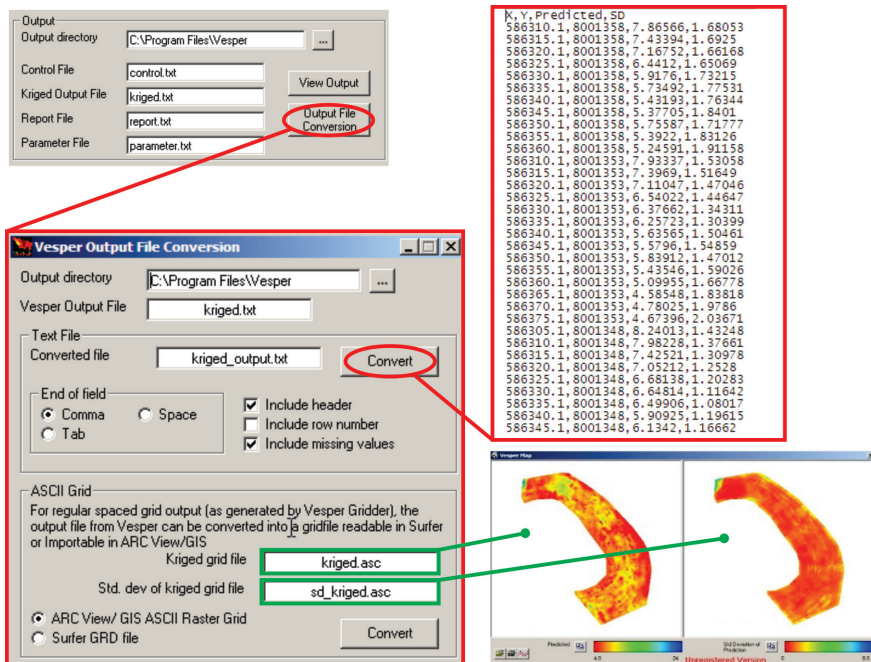 Output
Output directory
C:\Program Files\Vesper
...
Control File
control.txt
Kriged Output File
kriged.txt
View Output
Report File
report.txt
Output File
Conversion
Parameter File
parameter.txt
X,Y,Predicted,SD
586310.1,8001358,7.86566,1.68053
586315.1,8001358,7.43394,1.6925
586320.1,8001358,7.16752,1.66168
586325.1,8001358,6.4412,1.65069
586330.1,8001358,5.9176,1.73215
586335.1,8001358,5.73492,1.77531
586340.1,8001358,5.43193,1.76344
586345.1,8001358,5.37705,1.8401
586350.1,8001358,5.75587,1.71777
586355.1,8001358,5.3922,1.83126
586360.1,8001358,5.24591,1.91158
586310.1,8001353,7.93337,1.53058
586315.1,8001353,7.3969,1.51649
586320.1,8001353,7.11047,1.47046
586325.1,8001353,6.54022,1.44647
586330.1,8001353,6.37662,1.34311
586335.1,8001353,6.25723,1.30399
586340.1,8001353,5.63565,1.50461
586345.1,8001353,5.5796,1.54859
586350.1,8001353,5.83912,1.47012
586355.1,8001353,5.43546,1.59026
586360.1,8001353,5.09955,1.66778
586365.1,8001353,4.58548,1.83818
586370.1,8001353,4.78025,1.9786
586375.1,8001353,4.67396,2.03671
586305.1,8001348,8.24013,1.43248
586310.1,8001348,7.98228,1.37661
586315.1,8001348,7.42521,1.30978
586320.1,8001348,7.05212,1.2528
586325.1,8001348,6.68138,1.20283
586330.1,8001348,6.64814,1.11642
586335.1,8001348,6.49906,1.08017
586340.1,8001348,5.90925,1.19615
586345.1,8001348,6.1342,1.16662
Vesper Output File Conversion
Output directory
C:\Program Files\Vesper
...
Vesper Output File
kriged.txt
Text File
Converted file
kriged_output.txt
Convert
End of field
Comma
Space
Tab
Include header
Include row number
Include missing values
ASCII Grid
For regular spaced grid output (as generated by Vesper Gridder), the
output file from Vesper can be converted into a gridfile readable in Surfer
or Importable in ARC View/GIS
Kriged grid file
kriged.asc
Std. dev of kriged grid file
sd_kriged.asc
ARC View/ GIS ASCII Raster Grid
Surfer GRD file
Convert
Vesper Map
Predicted
4.0
24
Std Deviation of
Prediction
Unregistered Version